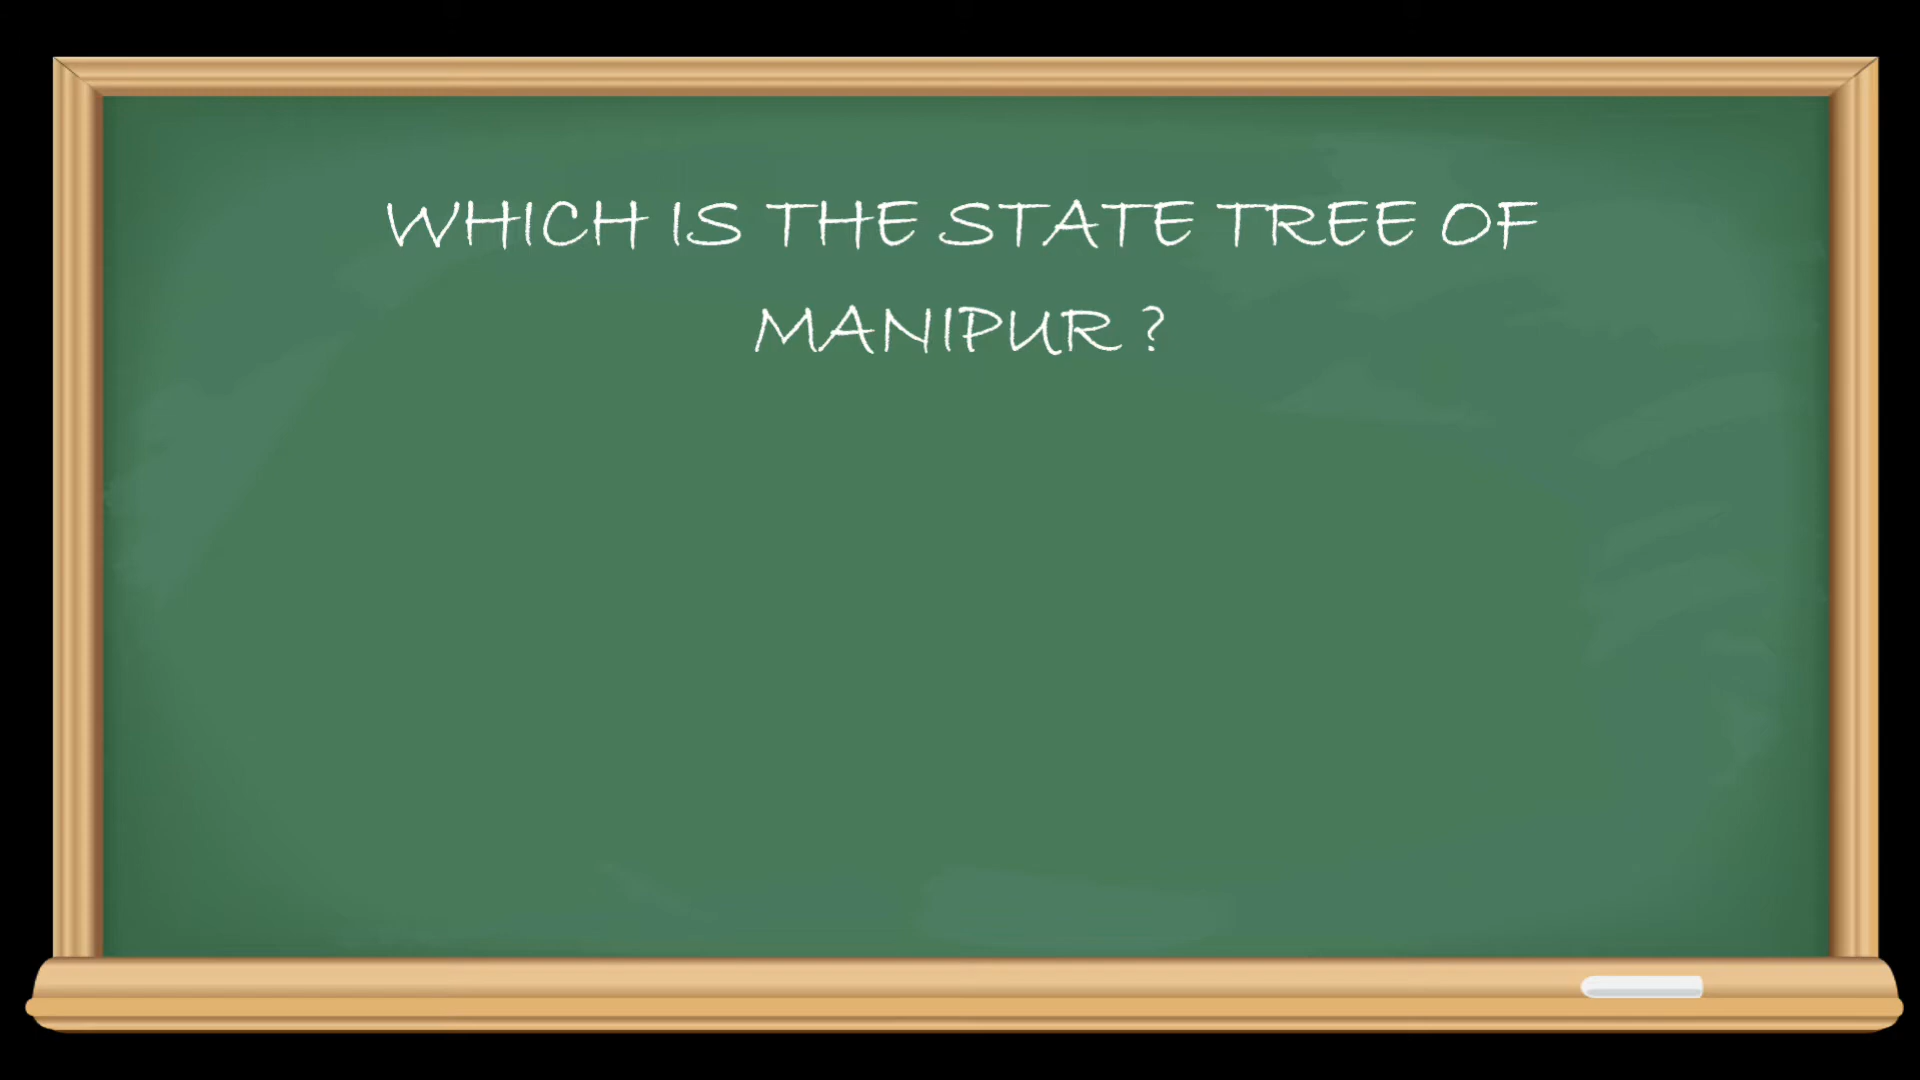 WHICH IS THE STATE TREE OF
MANIPUR ?